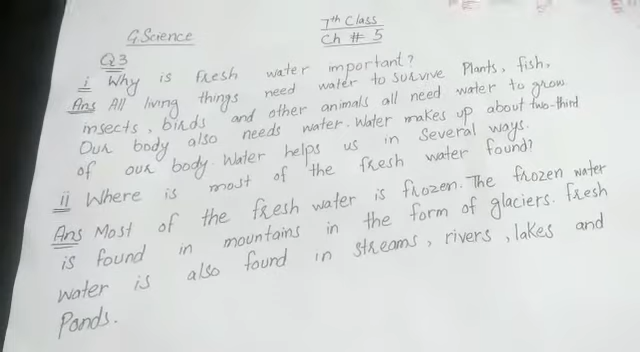 G.Science
7th Class
Ch # 5
Q3
i Why is fresh water important?
Ans All living things need water to survive Plants, fish,
insects, birds and other animals all need water to grow
Our body also needs water. Water makes up about two-third
of our body. Water helps us in several ways.
ii Where is most of the fresh water found?
Ans Most of the fresh water is frozen. The frozen water
is found in mountains in the form of glaciers. Fresh
water is also found in streams, rivers, lakes and
Ponds.